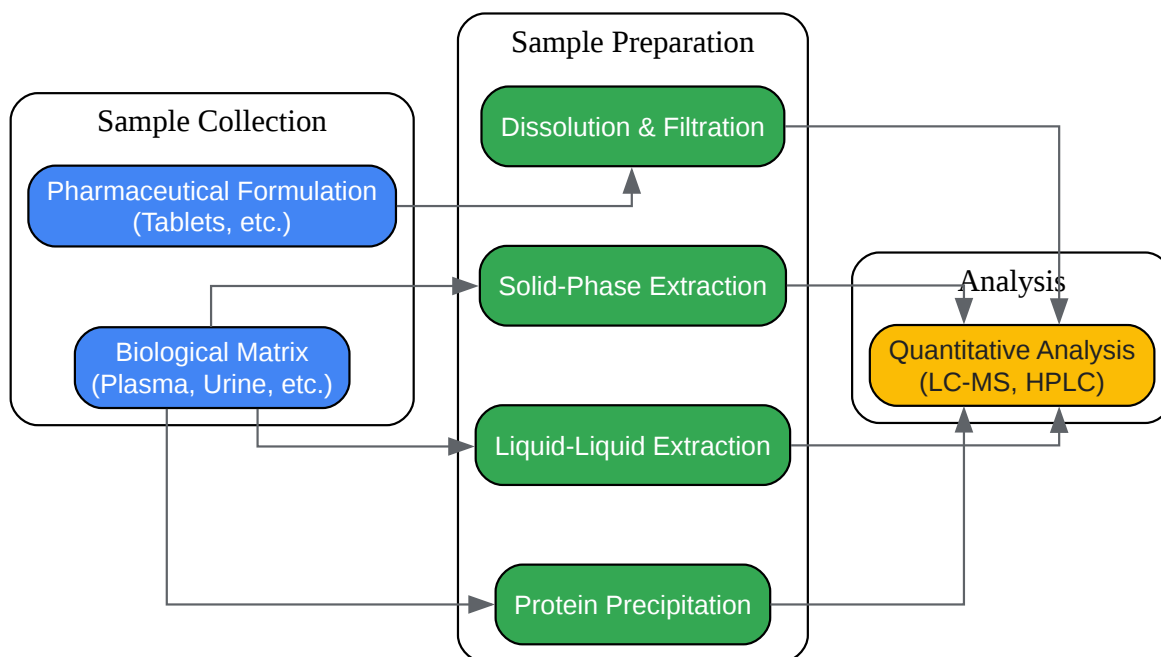 Sample Collection
Pharmaceutical Formulation
(Tablets, etc.)
Biological Matrix
(Plasma, Urine, etc.)
Sample Preparation
Dissolution & Filtration
Solid-Phase Extraction
Liquid-Liquid Extraction
Protein Precipitation
Analysis
Quantitative Analysis
(LC-MS, HPLC)